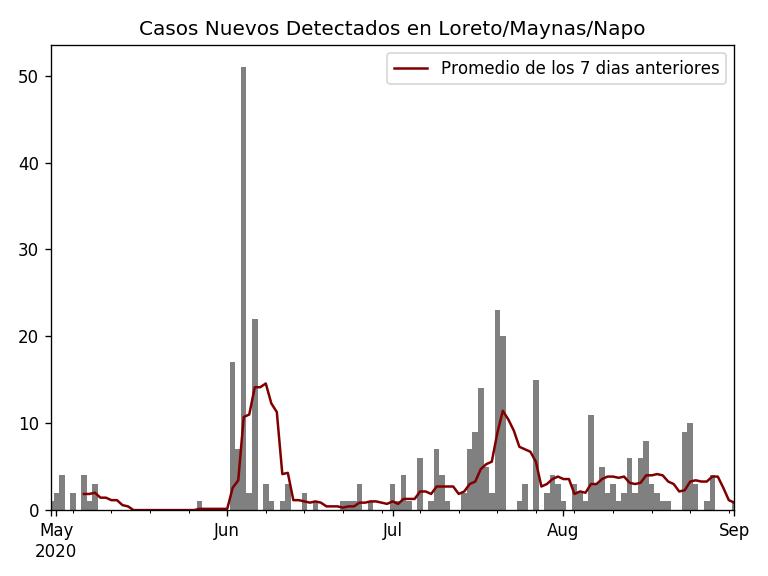 Casos Nuevos Detectados en Loreto/Maynas/Napo
Promedio de los 7 dias anteriores
50
40
30
20
10
0
May Jun Jul Aug Sep
2020